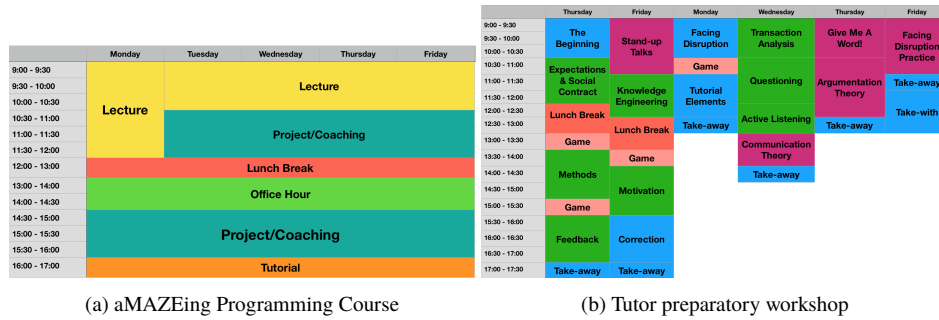 Monday Tuesday Wednesday Thursday Friday
9:00 - 9:30
9:30 - 10:00
10:00 - 10:30
10:30 - 11:00
11:00 - 11:30
11:30 - 12:00
12:00 - 13:00
13:00 - 14:00
14:00 - 14:30
14:30 - 15:00
15:00 - 15:30
15:30 - 16:00
16:00 - 17:00
Lecture
Lecture
Project/Coaching
Lunch Break
Office Hour
Project/Coaching
Tutorial
(a) aMAZEing Programming Course
Thursday Friday Monday Wednesday Thursday Friday
9:00 - 9:30
9:30 - 10:00
10:00 - 10:30
10:30 - 11:00
11:00 - 11:30
11:30 - 12:00
12:00 - 12:30
12:30 - 13:00
13:00 - 13:30
13:30 - 14:00
14:00 - 14:30
14:30 - 15:00
15:00 - 15:30
15:30 - 16:00
16:00 - 16:30
16:30 - 17:00
17:00 - 17:30
The
Beginning
Expectations
& Social
Contract
Lunch Break
Game
Methods
Game
Feedback
Take-away
Stand-up
Talks
Knowledge
Engineering
Lunch Break
Game
Motivation
Correction
Take-away
Facing
Disruption
Game
Tutorial
Elements
Take-away
Transaction
Analysis
Questioning
Active Listening
Communication
Theory
Take-away
Give Me A
Word!
Argumentation
Theory
Take-away
Facing
Disruption
Practice
Take-away
Take-with
(b) Tutor preparatory workshop